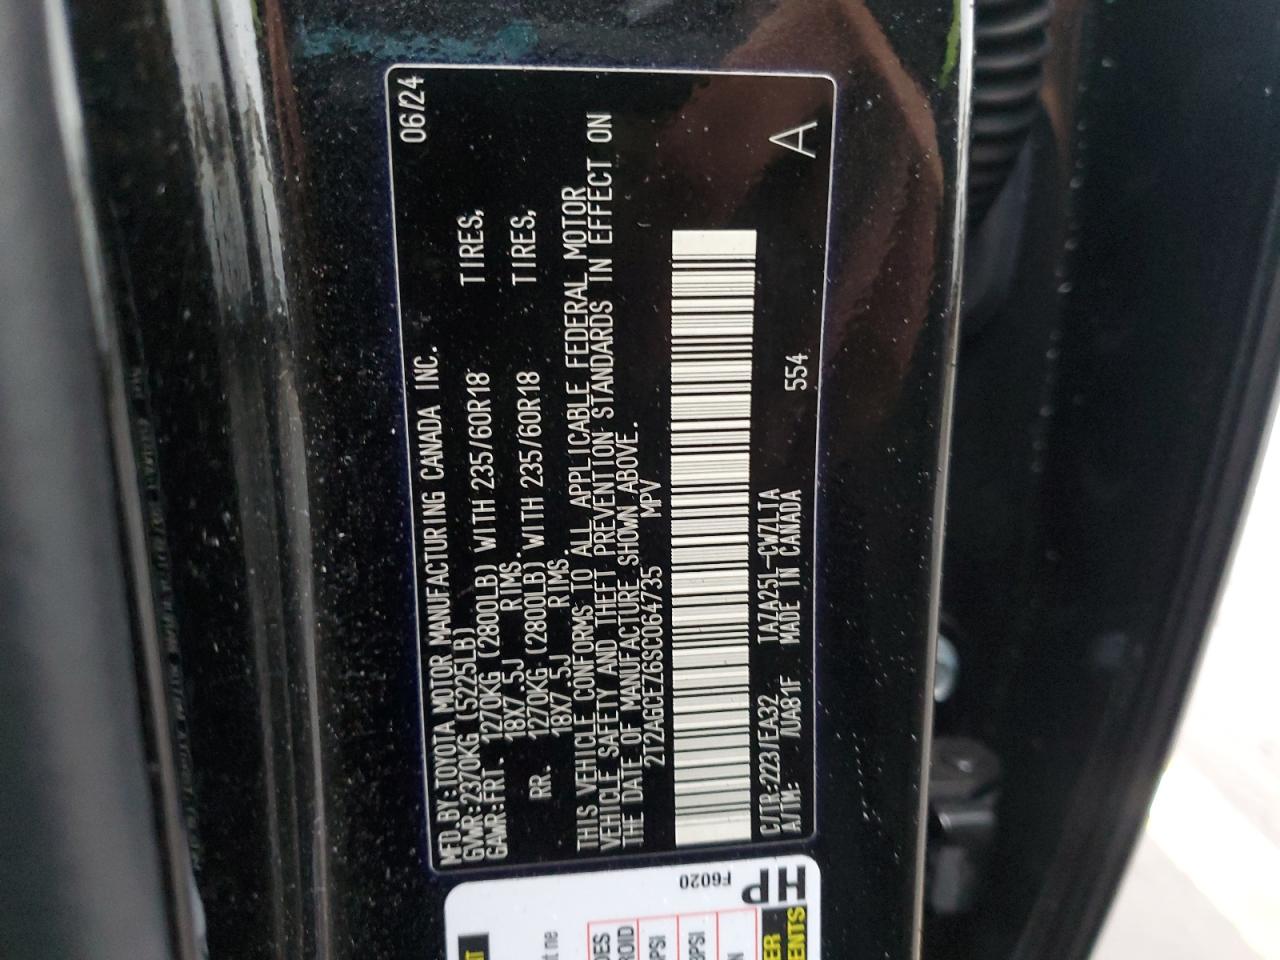 MFD.BY:TOYOTA MOTOR MANUFACTURING CANADA INC. 06/24
GVWR:2370KG (5225LB)
GAWR:FRT. 1270KG (2800LB) WITH 235/60R18 TIRES,
18X7.5J RIMS.
RR. 1270KG (2800LB) WITH 235/60R18 TIRES,
18X7.5J RIMS.
THIS VEHICLE CONFORMS TO ALL APPLICABLE FEDERAL MOTOR
VEHICLE SAFETY AND THEFT PREVENTION STANDARDS IN EFFECT ON
THE DATE OF MANUFACTURE SHOWN ABOVE.
2T2AGCEZ6SC064735 MPV
C/TR:223/EA32 TAZA25L-CWZLTA
A/TM: /UA81F MADE IN CANADA 554 A
HP
F6020